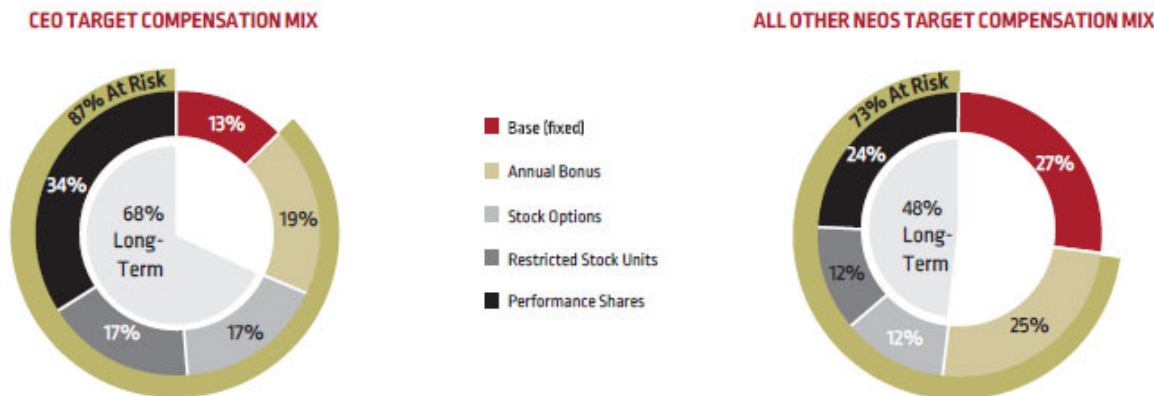 CEO TARGET COMPENSATION MIX
87% At Risk
13%
34%
19%
68%
Long-
Term
17%
17%
Base (fixed)
Annual Bonus
Stock Options
Restricted Stock Units
Performance Shares
ALL OTHER NEOS TARGET COMPENSATION MIX
73% At Risk
24%
27%
48%
Long-
Term
12%
12%
25%